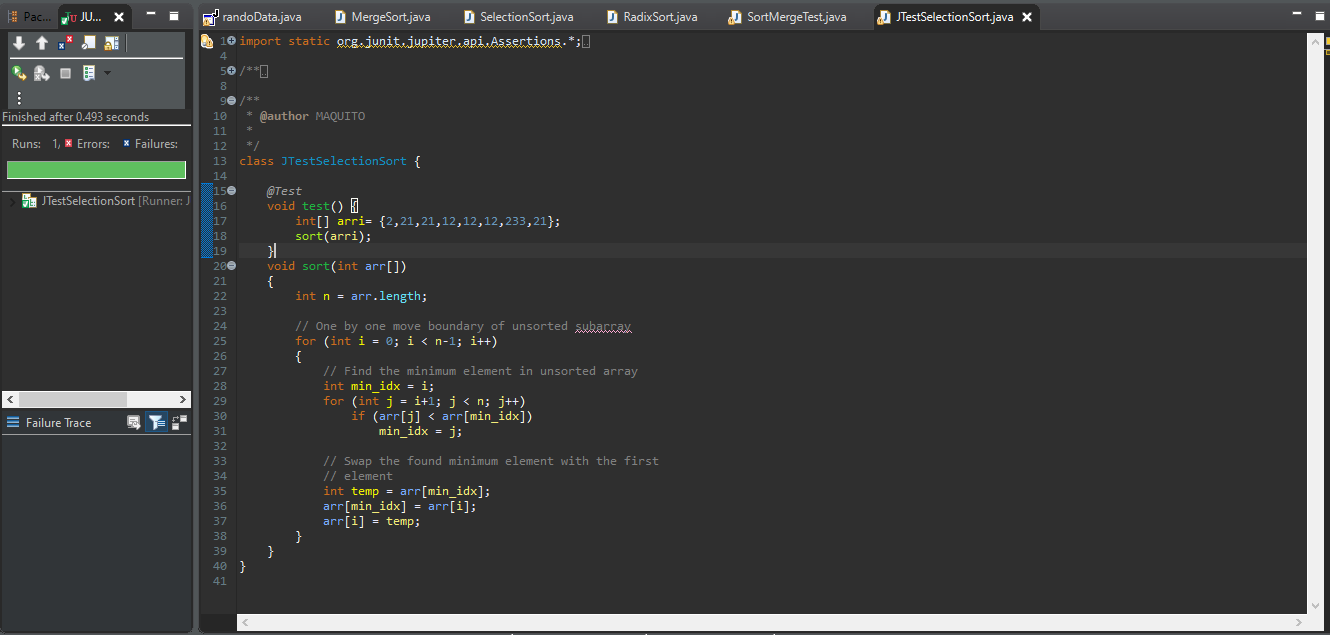 Pac...
JU...
randoData.java
MergeSort.java
SelectionSort.java
RadixSort.java
SortMergeTest.java
JTestSelectionSort.java
Finished after 0.493 seconds
Runs: 1/
Errors:
Failures:
JTestSelectionSort [Runner: J
Failure Trace
1 import static org.junit.jupiter.api.Assertions.*;
4
5 /**
8
9 /**
10 * @author MAQUITO
11 *
12 */
13 class JTestSelectionSort {
14
15 @Test
16 void test() {
17 int[] arri= {2,21,21,12,12,12,233,21};
18 sort(arri);
19 }
20 void sort(int arr[])
21 {
22 int n = arr.length;
23
24 // One by one move boundary of unsorted subarray
25 for (int i = 0; i < n-1; i++)
26 {
27 // Find the minimum element in unsorted array
28 int min_idx = i;
29 for (int j = i+1; j < n; j++)
30 if (arr[j] < arr[min_idx])
31 min_idx = j;
32
33 // Swap the found minimum element with the first
34 // element
35 int temp = arr[min_idx];
36 arr[min_idx] = arr[i];
37 arr[i] = temp;
38 }
39 }
40 }
41